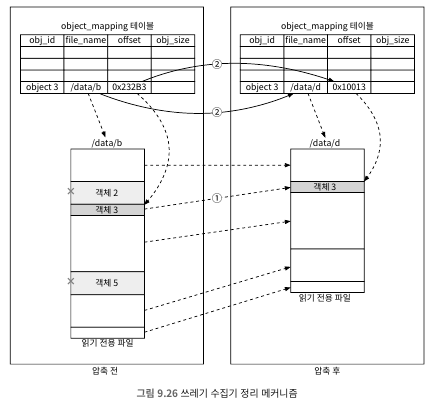 object_mapping 테이블
obj_id file_name offset obj_size
object 3 /data/b 0x232B3
object_mapping 테이블
obj_id file_name offset obj_size
object 3 /data/d 0x10013
②
②
/data/b
× 객체 2
객체 3
× 객체 5
읽기 전용 파일
①
/data/d
객체 3
읽기 전용 파일
압축 전
압축 후
그림 9.26 쓰레기 수집기 정리 메커니즘